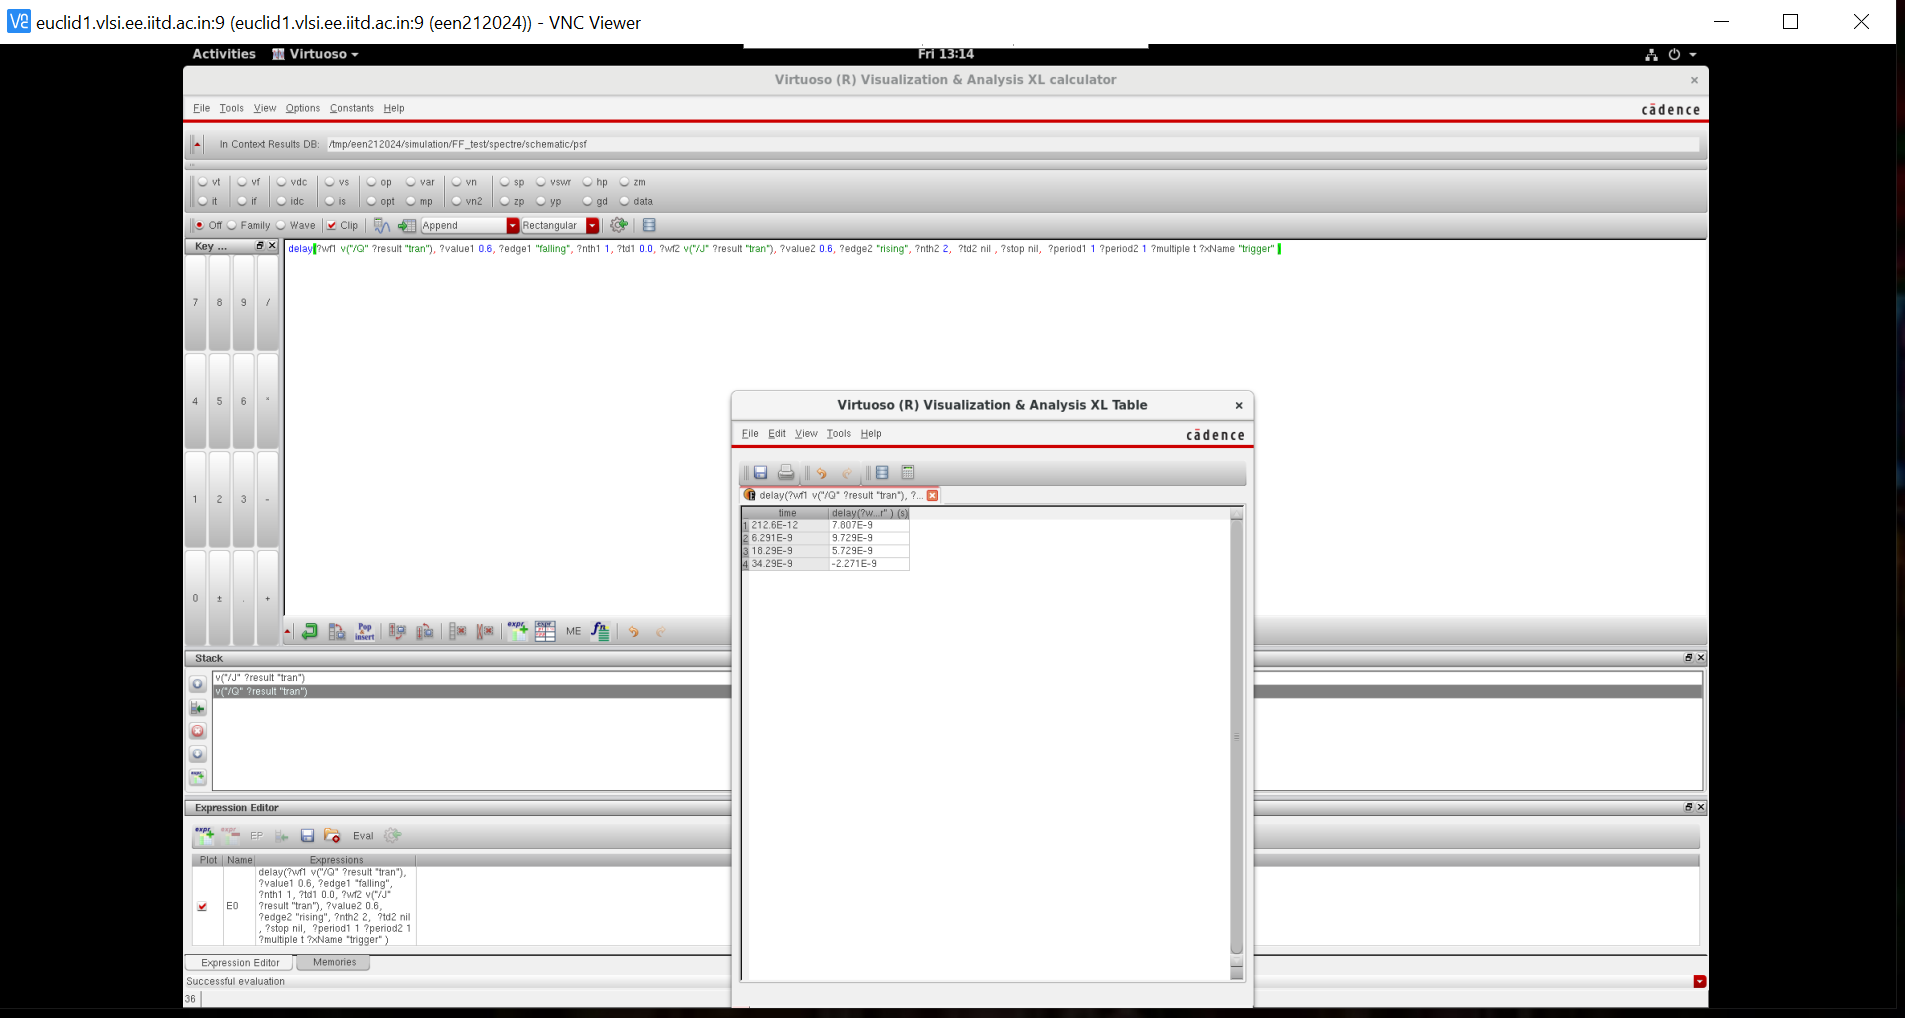 euclid1.vlsi.ee.iitd.ac.in:9 (euclid1.vlsi.ee.iitd.ac.in:9 (een212024)) - VNC Viewer
Activities Virtuoso Fri 13:14
Virtuoso (R) Visualization & Analysis XL calculator
File Tools View Options Constants Help
cādence
In Context Results DB: /tmp/een212024/simulation/FF_test/spectre/schematic/psf
vt vf vdc vs op var vn sp vswr hp zm
it if idc is opt mp vn2 zp yp gd data
Off Family Wave Clip Append Rectangular
Key ...
delay(?wf1 v("/Q" ?result "tran"), ?value1 0.6, ?edge1 "falling", ?nth1 1, ?td1 0.0, ?wf2 v("/J" ?result "tran"), ?value2 0.6, ?edge2 "rising", ?nth2 2, ?td2 nil , ?stop nil, ?period1 1 ?period2 1 ?multiple t ?xName "trigger" )
7 8 9 /
4 5 6 *
1 2 3 -
0 ± . +
Virtuoso (R) Visualization & Analysis XL Table
File Edit View Tools Help
cādence
delay(?wf1 v("/Q" ?result "tran"), ?...
time delay(?w...r" ) (s)
1 212.6E-12 7.807E-9
2 6.291E-9 9.729E-9
3 18.29E-9 5.729E-9
4 34.29E-9 -2.271E-9
Pop
insert
expr
expr
ME
fn
Stack
v("/J" ?result "tran")
v("/Q" ?result "tran")
Expression Editor
expr expr EP Eval
Plot Name Expressions
E0
delay(?wf1 v("/Q" ?result "tran"),
?value1 0.6, ?edge1 "falling",
?nth1 1, ?td1 0.0, ?wf2 v("/J"
?result "tran"), ?value2 0.6,
?edge2 "rising", ?nth2 2, ?td2 nil
, ?stop nil, ?period1 1 ?period2 1
?multiple t ?xName "trigger" )
Expression Editor Memories
Successful evaluation
36